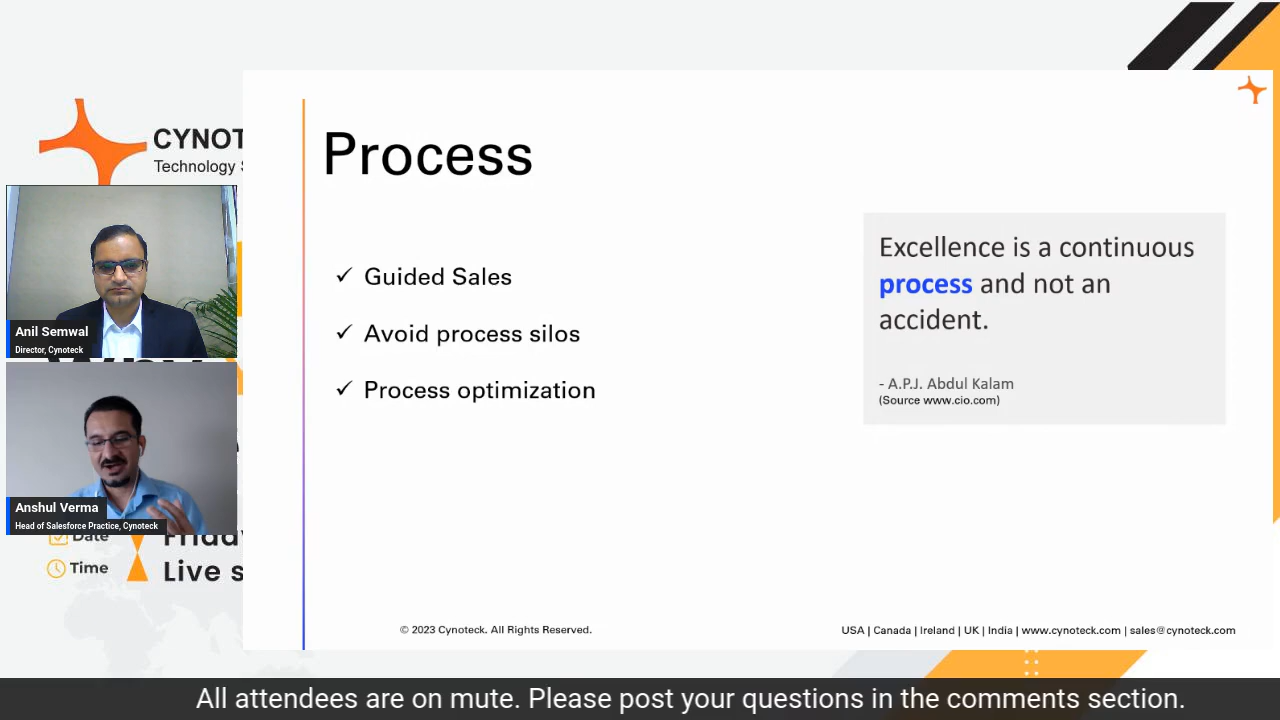 CYNOT
Technology S
Anil Semwal
Director, Cynoteck
Anshul Verma
Head of Salesforce Practice, Cynoteck
Date
Friday
Time
Live s
Process
✓ Guided Sales
✓ Avoid process silos
✓ Process optimization
Excellence is a continuous
process and not an
accident.
- A.P.J. Abdul Kalam
(Source www.cio.com)
© 2023 Cynoteck. All Rights Reserved.
USA | Canada | Ireland | UK | India | www.cynoteck.com | sales@cynoteck.com
All attendees are on mute. Please post your questions in the comments section.